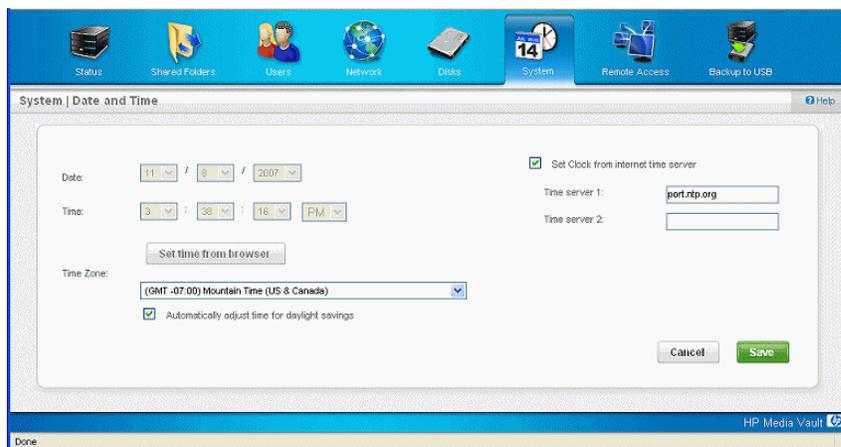 JUL WED
14
Status Shared Folders Users Network Disks System Remote Access Backup to USB
System | Date and Time
? Help
Date: 11 / 8 / 2007
Time: 3 : 38 : 16 PM
Set time from browser
Time Zone:
(GMT -07:00) Mountain Time (US & Canada)
Automatically adjust time for daylight savings
Set Clock from internet time server
Time server 1: port.ntp.org
Time server 2:
Cancel Save
HP Media Vault hp
Done